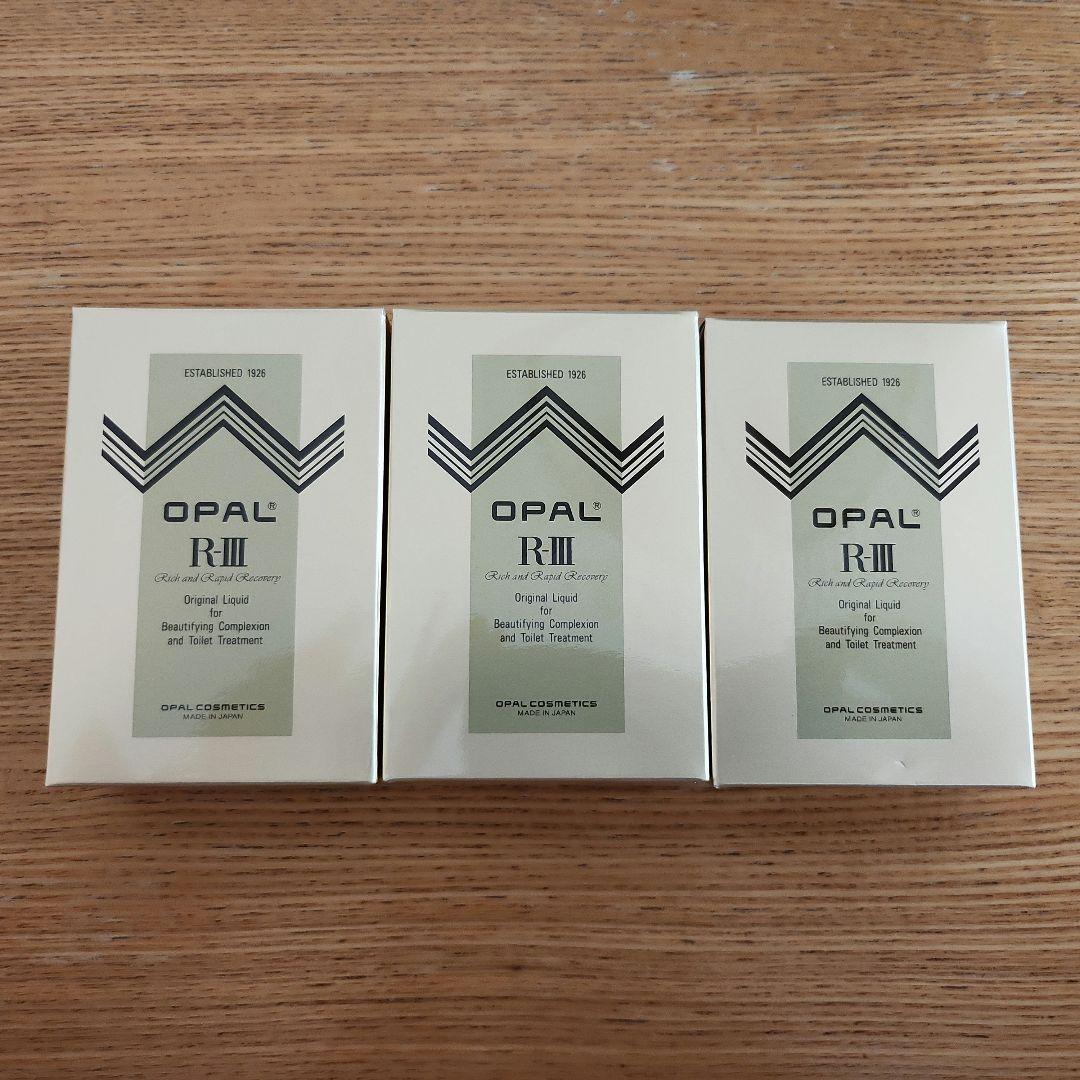 ESTABLISHED 1926
OPAL®
R-III
Rich and Rapid Recovery
Original Liquid
for
Beautifying Complexion
and Toilet Treatment
OPAL COSMETICS
MADE IN JAPAN
ESTABLISHED 1926
OPAL®
R-III
Rich and Rapid Recovery
Original Liquid
for
Beautifying Complexion
and Toilet Treatment
OPAL COSMETICS
MADE IN JAPAN
ESTABLISHED 1926
OPAL®
R-III
Rich and Rapid Recovery
Original Liquid
for
Beautifying Complexion
and Toilet Treatment
OPAL COSMETICS
MADE IN JAPAN